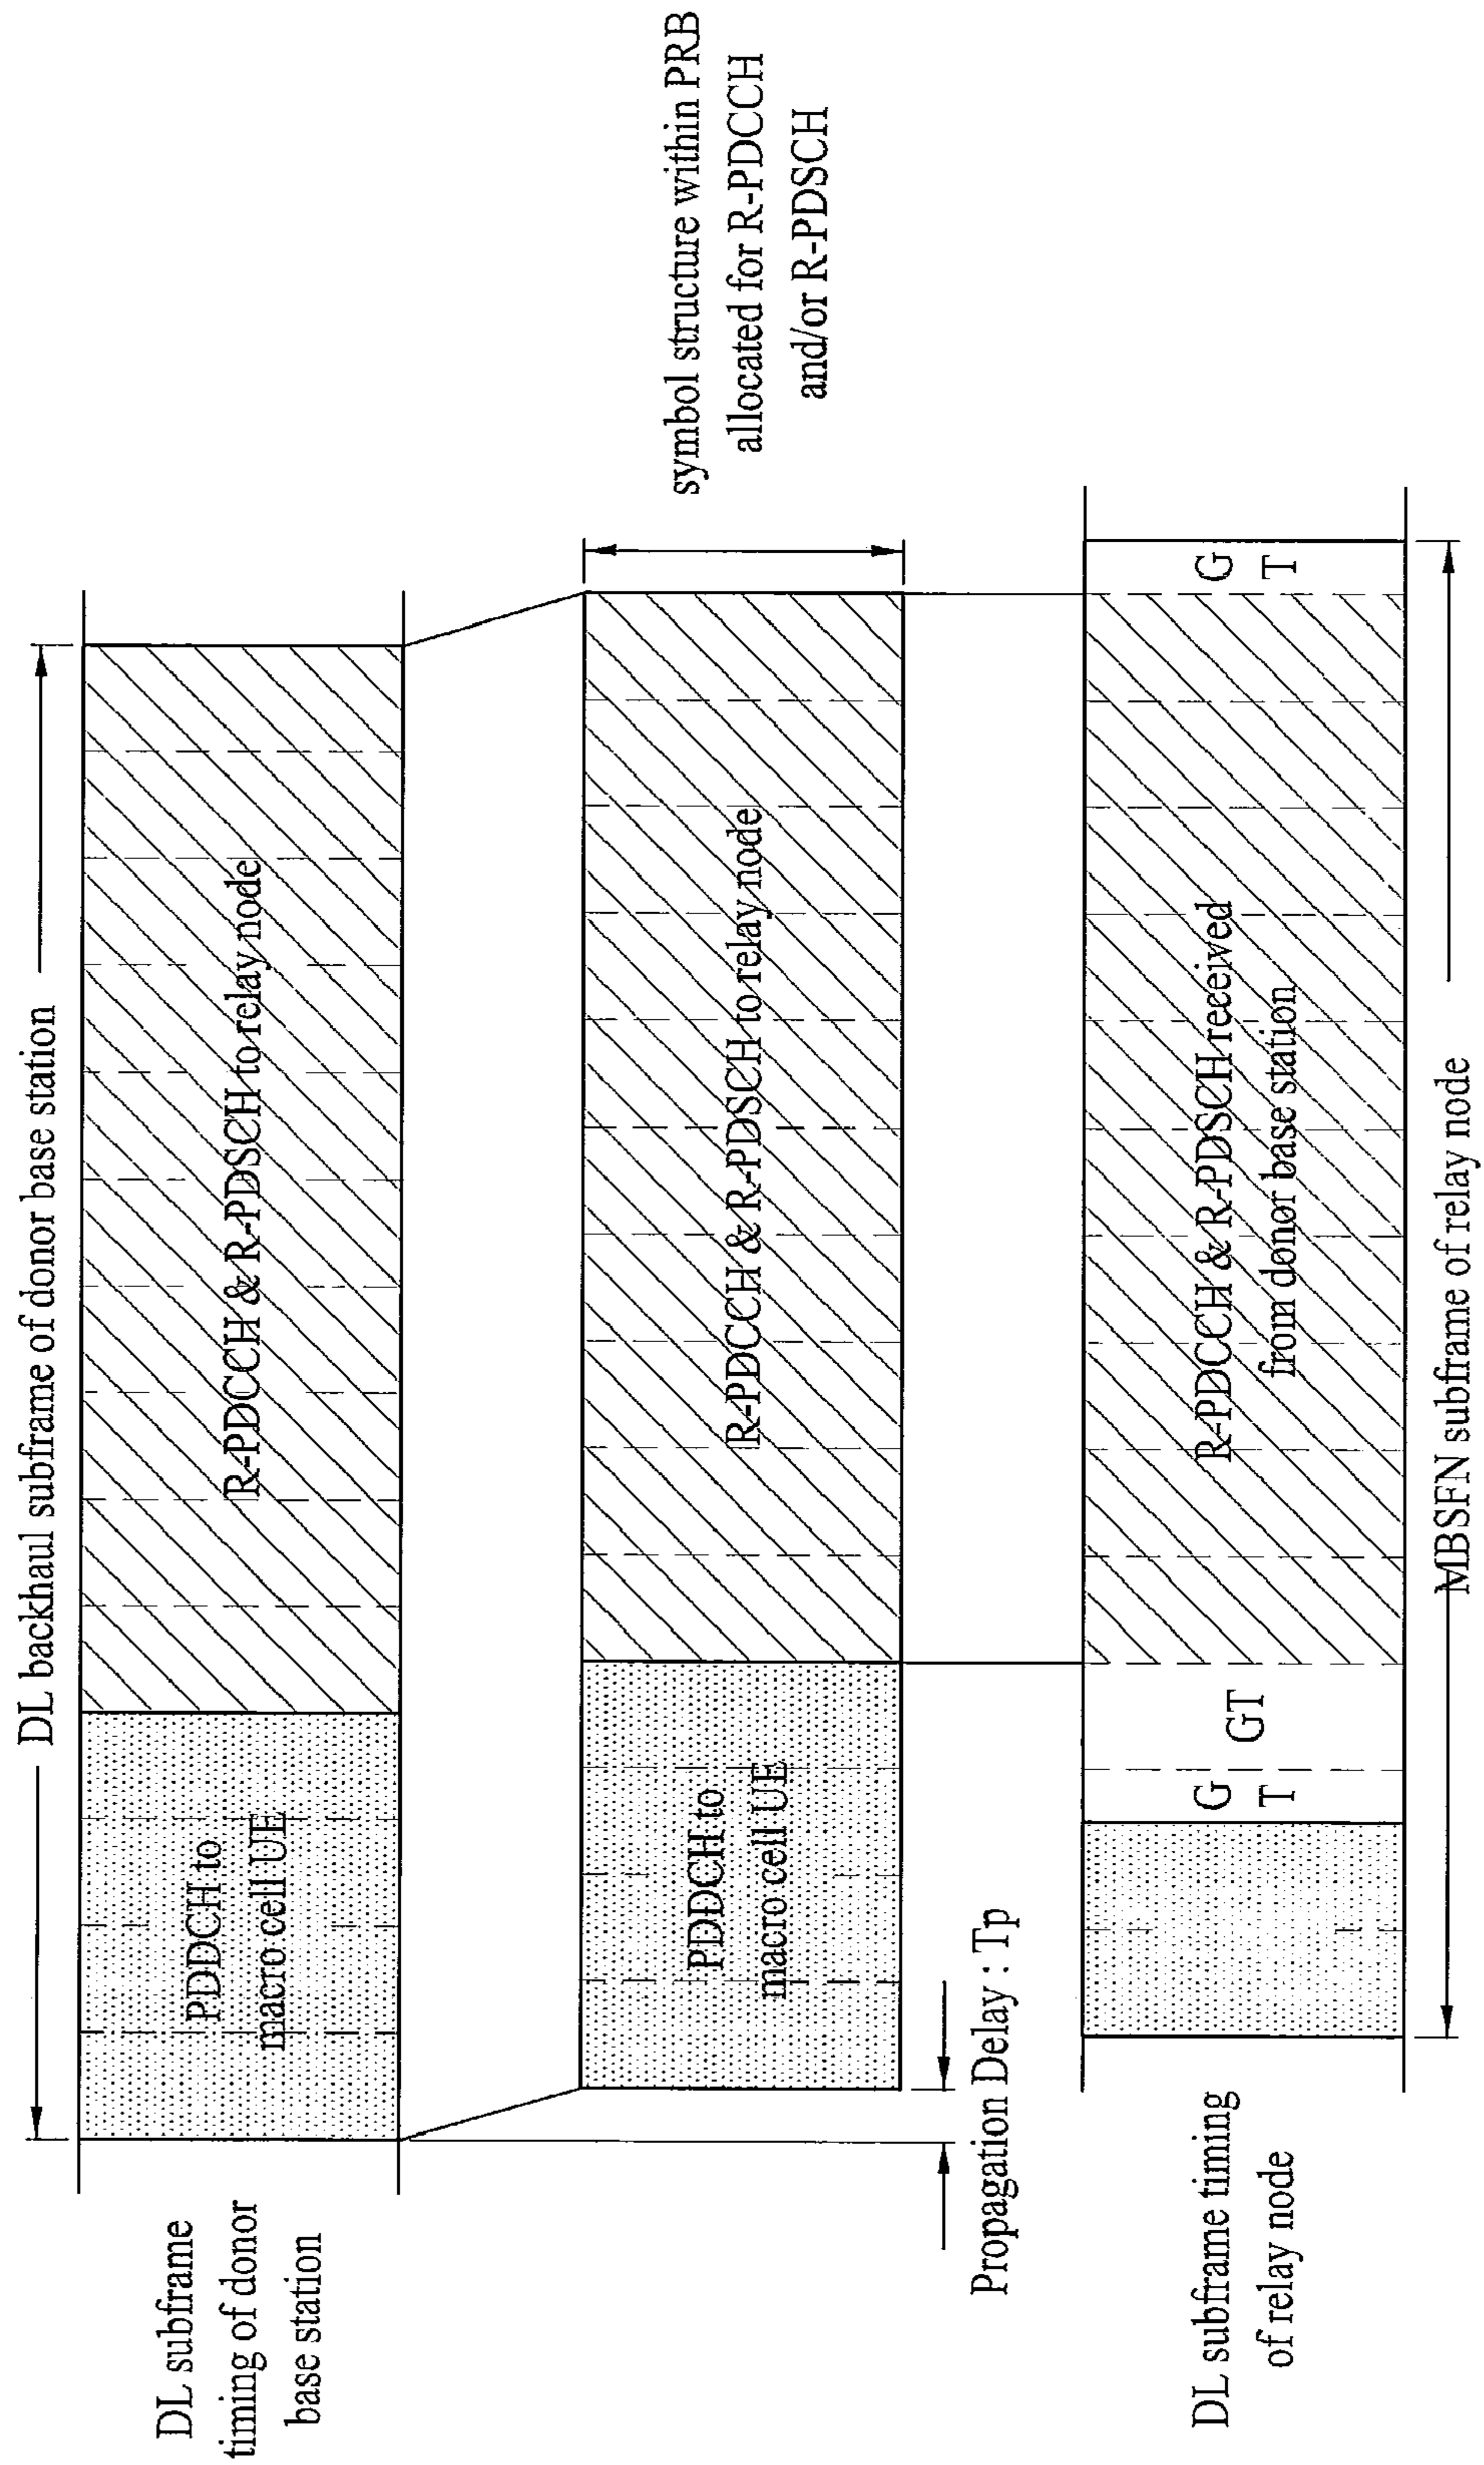 DL backhaul subframe of donor base station
DL subframe
timing of donor
base station
PDDCH to
macro cell UE
R-PDCCH & R-PDSCH to relay node
PDDCH to
macro cell UE
R-PDCCH & R-PDSCH to relay node
symbol structure within PRB
allocated for R-PDCCH
and/or R-PDSCH
Propagation Delay : Tp
DL subframe timing
of relay node
G
T
GT
R-PDCCH & R-PDSCH received
from donor base station
G
T
MBSFN subframe of relay node